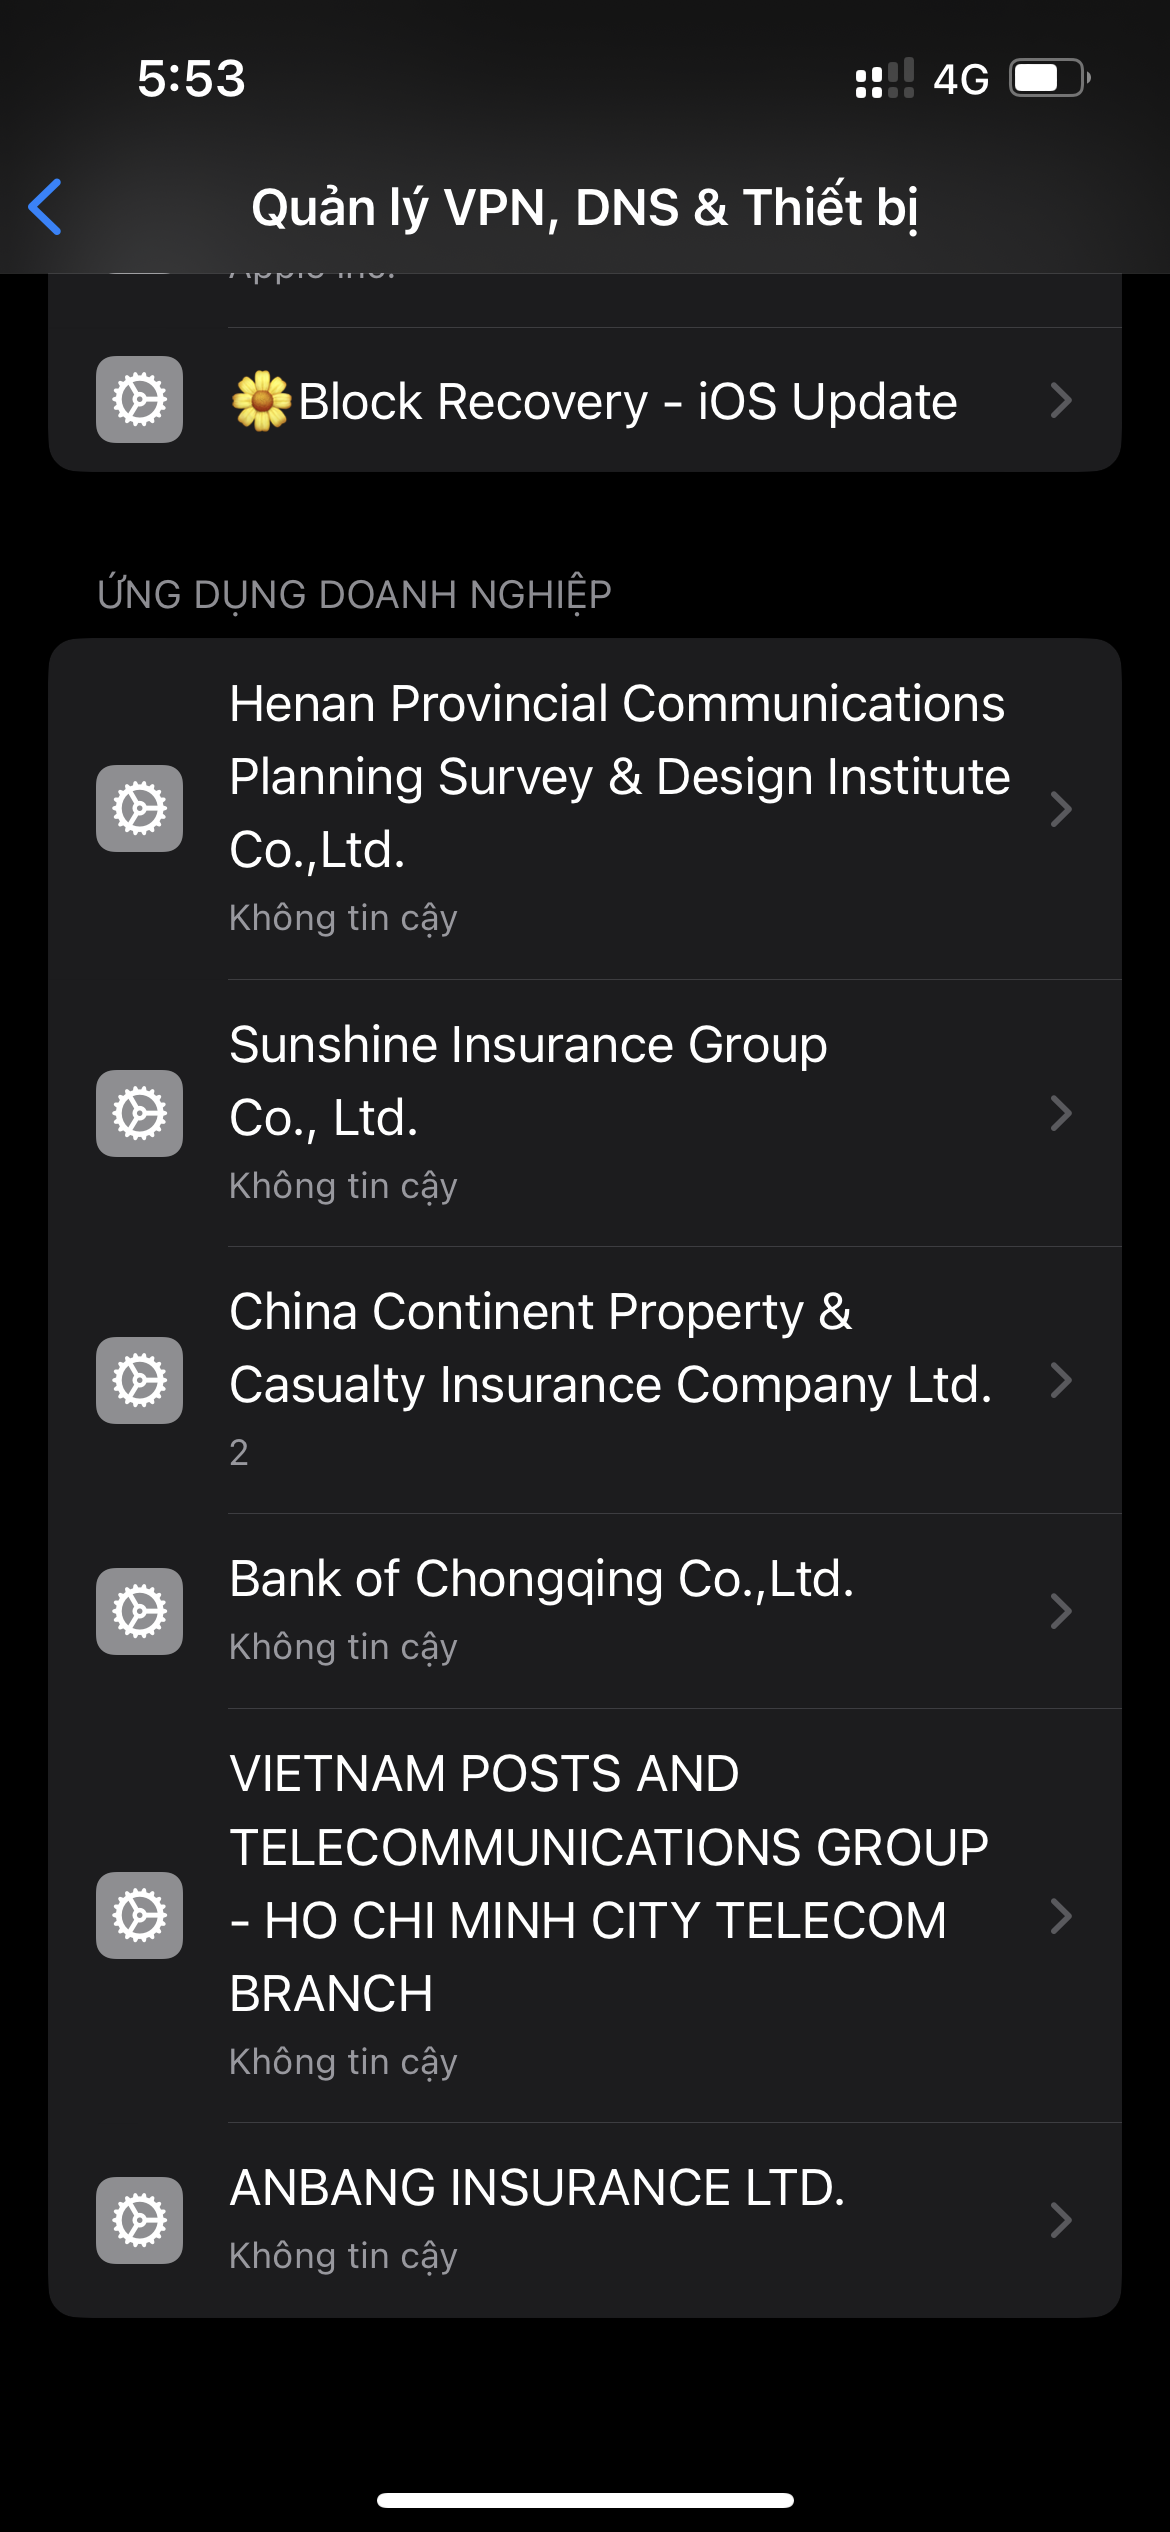 5:53
4G
Quản lý VPN, DNS & Thiết bị
Apple Inc.
🌼Block Recovery - iOS Update
ỨNG DỤNG DOANH NGHIỆP
Henan Provincial Communications
Planning Survey & Design Institute
Co.,Ltd.
Không tin cậy
Sunshine Insurance Group
Co., Ltd.
Không tin cậy
China Continent Property &
Casualty Insurance Company Ltd.
2
Bank of Chongqing Co.,Ltd.
Không tin cậy
VIETNAM POSTS AND
TELECOMMUNICATIONS GROUP
- HO CHI MINH CITY TELECOM
BRANCH
Không tin cậy
ANBANG INSURANCE LTD.
Không tin cậy